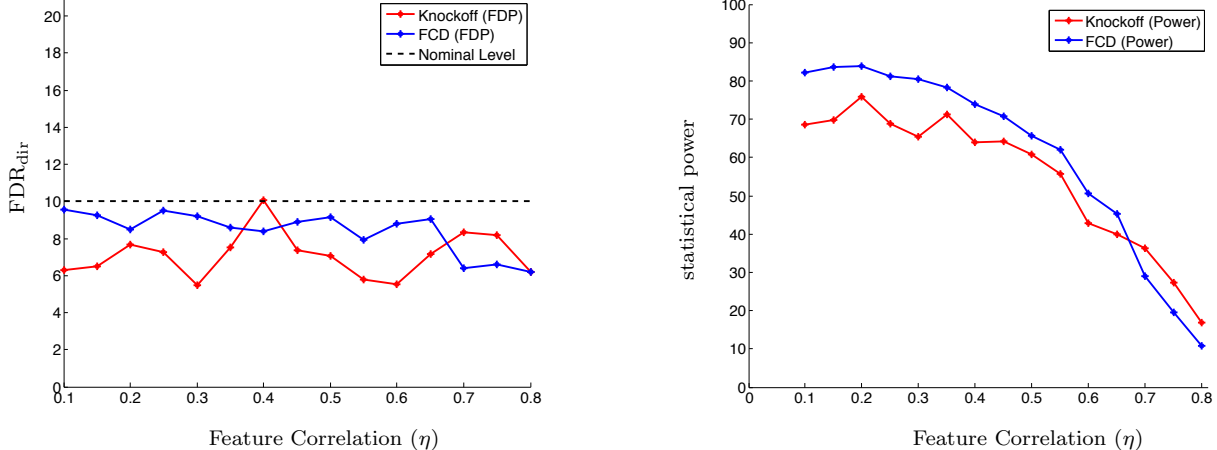 20
18
16
14
12
10
8
6
4
2
0
FDR_dir
0.1 0.2 0.3 0.4 0.5 0.6 0.7 0.8
Feature Correlation (η)
Knockoff (FDP)
FCD (FDP)
Nominal Level
100
90
80
70
60
50
40
30
20
10
0
statistical power
0 0.1 0.2 0.3 0.4 0.5 0.6 0.7 0.8
Feature Correlation (η)
Knockoff (Power)
FCD (Power)